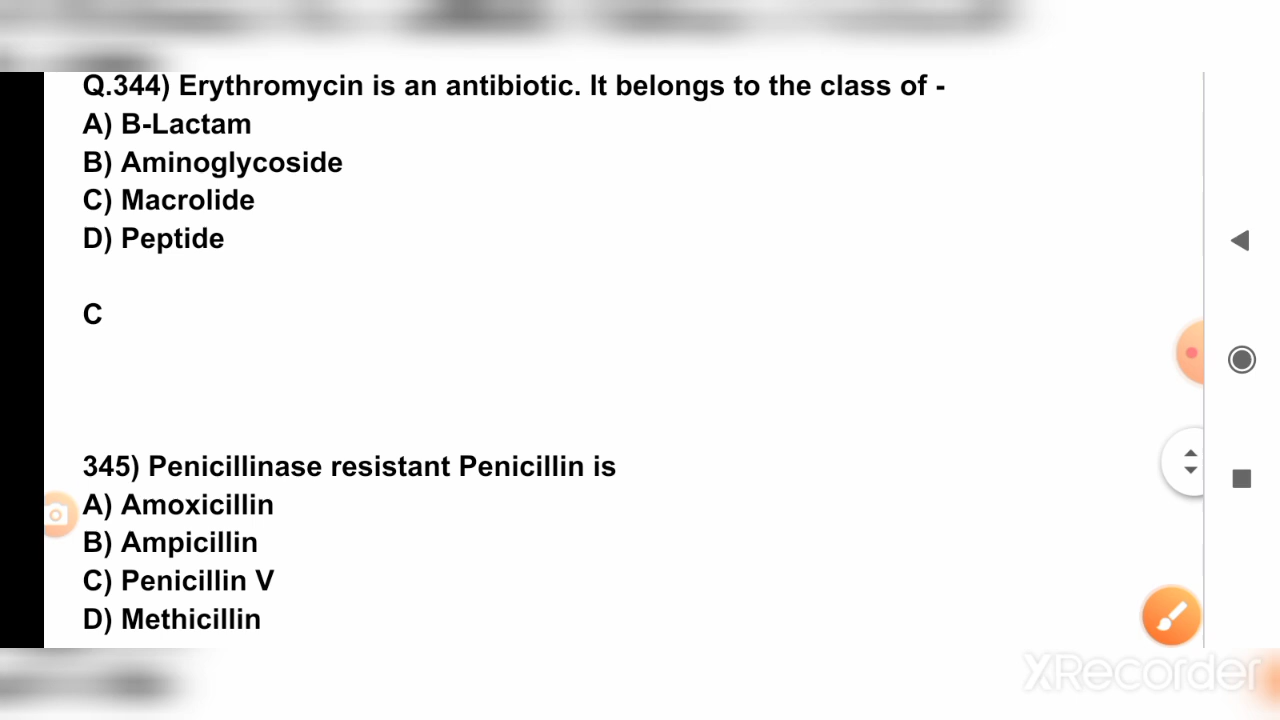 Q.344) Erythromycin is an antibiotic. It belongs to the class of -
A) B-Lactam
B) Aminoglycoside
C) Macrolide
D) Peptide
C
345) Penicillinase resistant Penicillin is
A) Amoxicillin
B) Ampicillin
C) Penicillin V
D) Methicillin
XRecorder